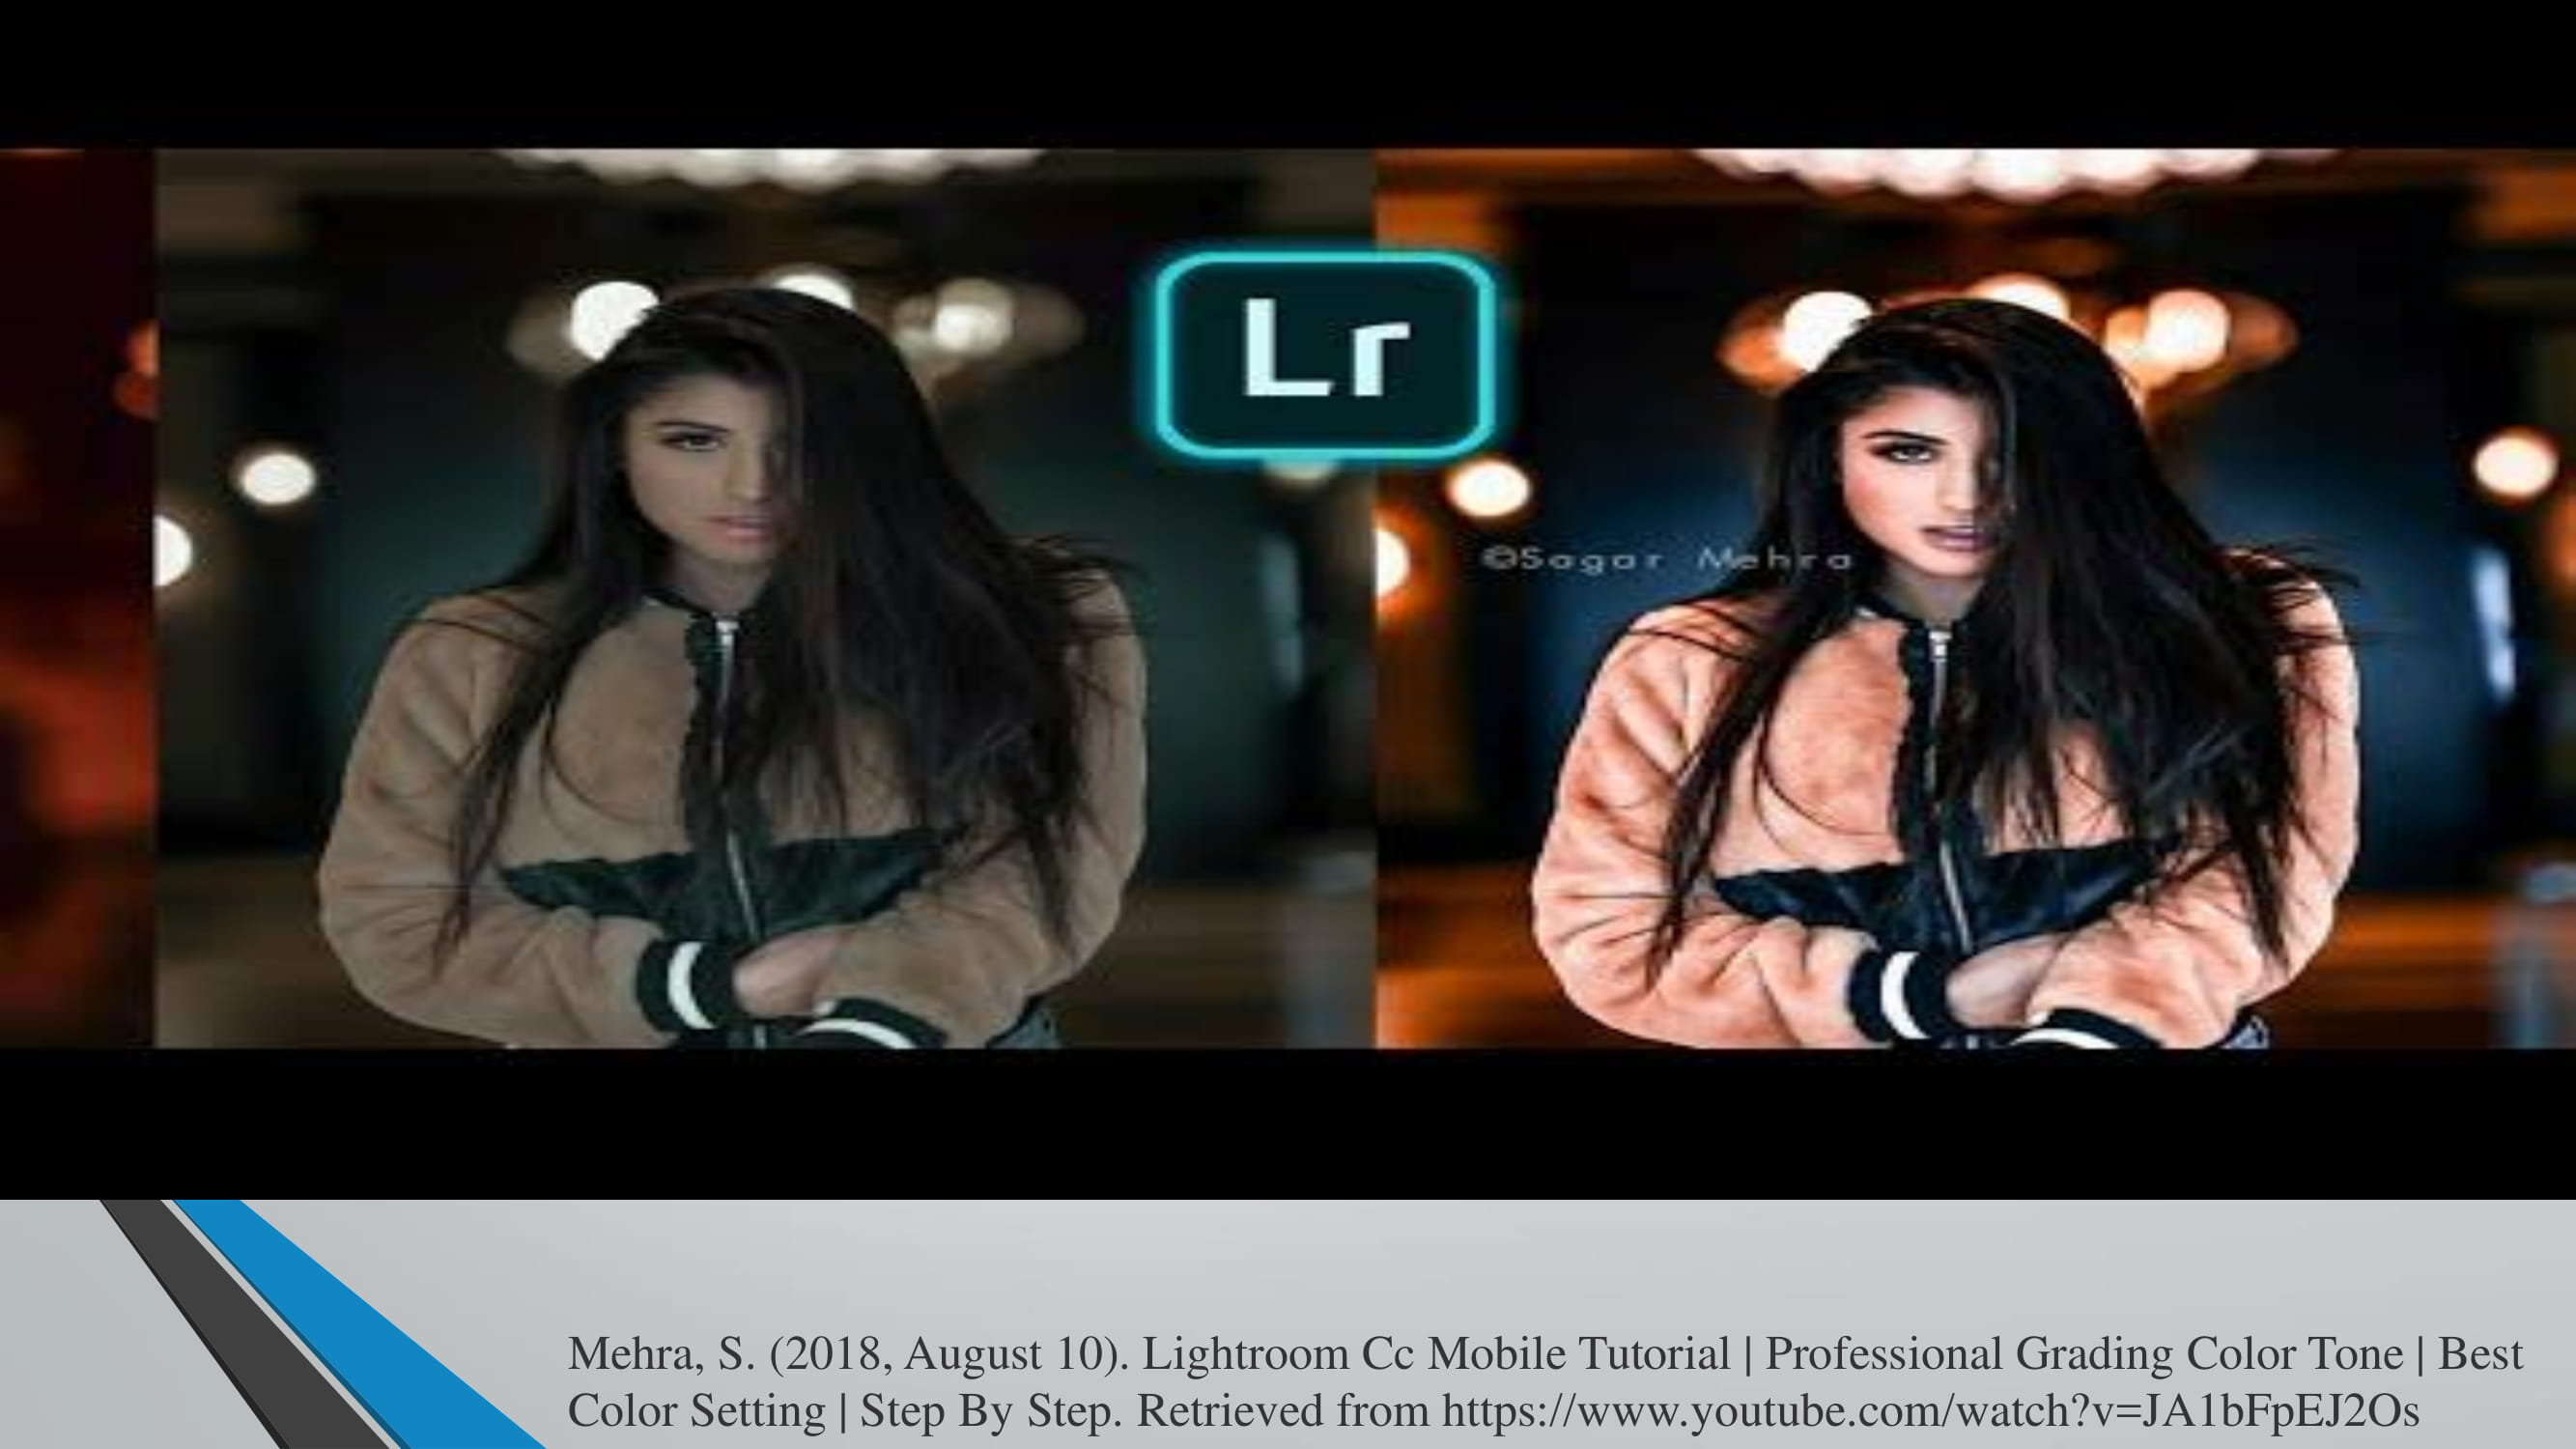 Lr
©Sagar Mehra
Mehra, S. (2018, August 10). Lightroom Cc Mobile Tutorial | Professional Grading Color Tone | Best
Color Setting | Step By Step. Retrieved from https://www.youtube.com/watch?v=JA1bFpEJ2Os